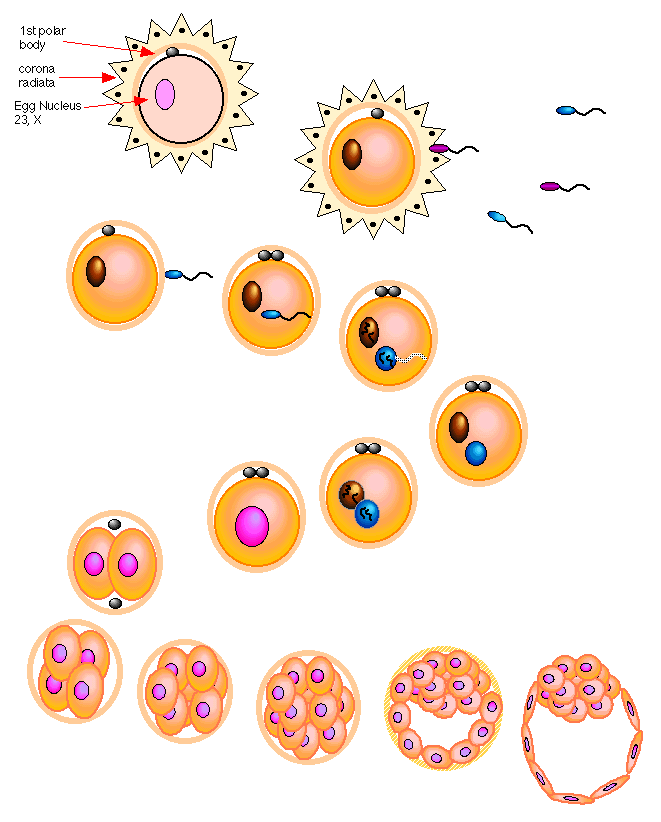 1st polar
body
corona
radiata
Egg Nucleus
23, X